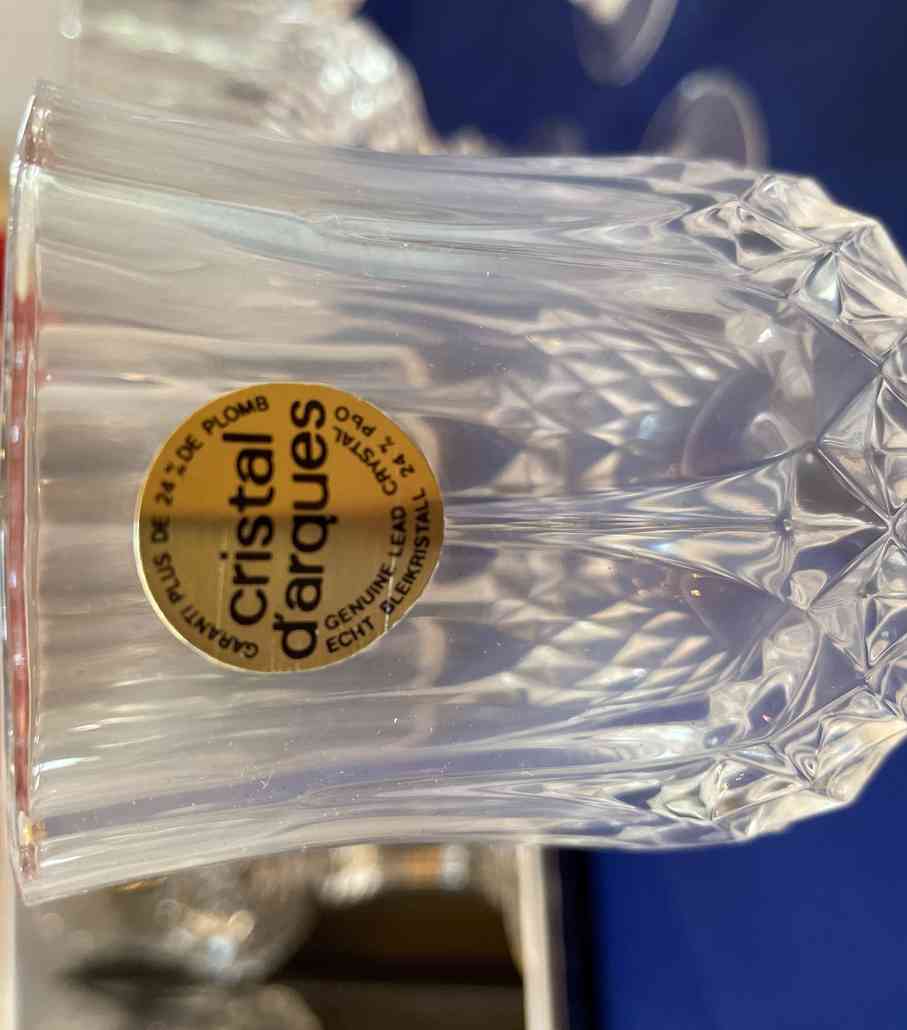 GARANTI PLUS DE 24% DE PLOMB
cristal
d'arques
GENUINE LEAD CRYSTAL
ECHT BLEIKRISTALL 24% PbO